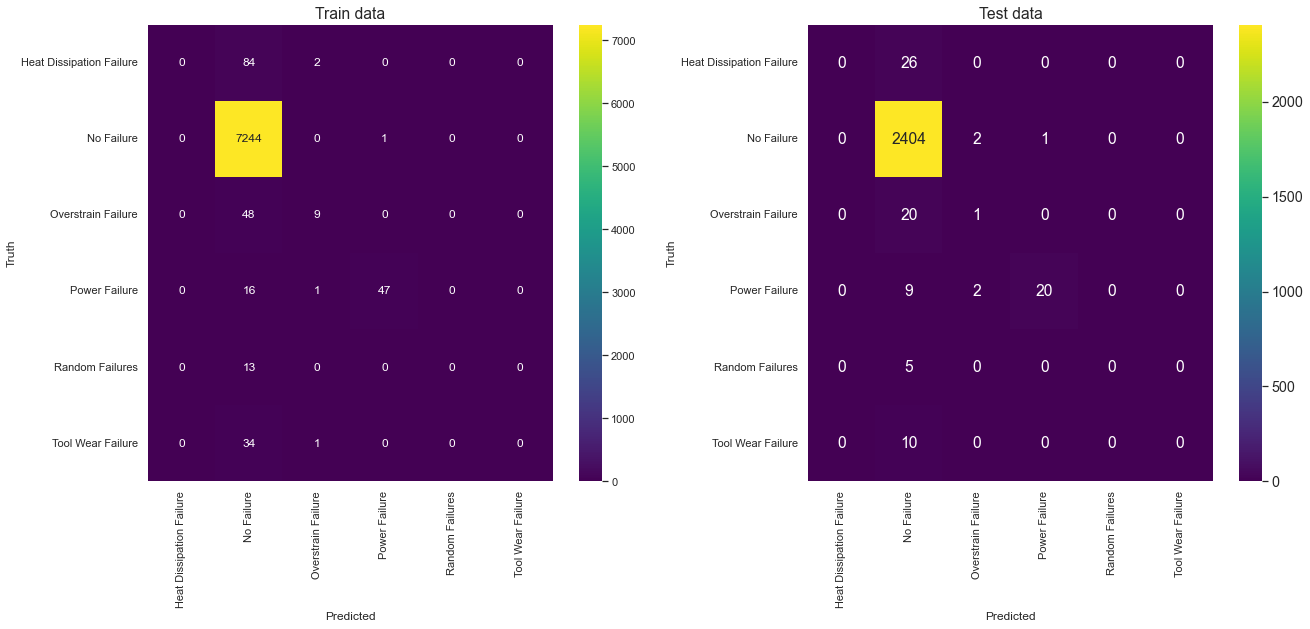 Train data
Truth
Heat Dissipation Failure 0 84 2 0 0 0
No Failure 0 7244 0 1 0 0
Overstrain Failure 0 48 9 0 0 0
Power Failure 0 16 1 47 0 0
Random Failures 0 13 0 0 0 0
Tool Wear Failure 0 34 1 0 0 0
Heat Dissipation Failure
No Failure
Overstrain Failure
Power Failure
Random Failures
Tool Wear Failure
Predicted
7000
6000
5000
4000
3000
2000
1000
0
Test data
Truth
Heat Dissipation Failure 0 26 0 0 0 0
No Failure 0 2404 2 1 0 0
Overstrain Failure 0 20 1 0 0 0
Power Failure 0 9 2 20 0 0
Random Failures 0 5 0 0 0 0
Tool Wear Failure 0 10 0 0 0 0
Heat Dissipation Failure
No Failure
Overstrain Failure
Power Failure
Random Failures
Tool Wear Failure
Predicted
2000
1500
1000
500
0